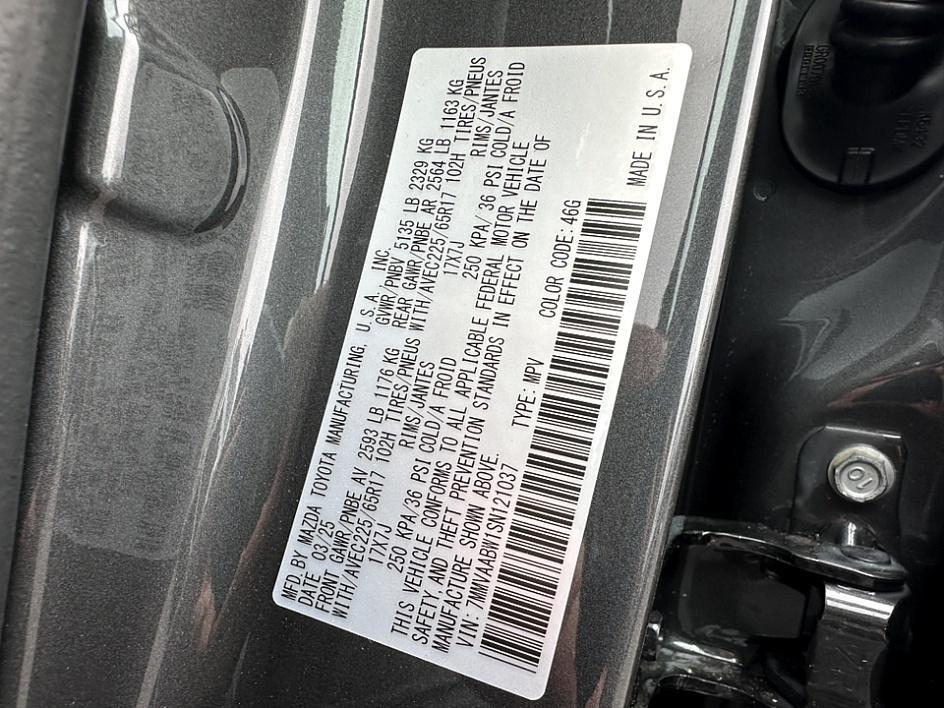 MFD. BY MAZDA TOYOTA MANUFACTURING, U.S.A., INC.
DATE 03/25 GVWR/PNBV 5135 LB 2329 KG
FRONT GAWR/PNBE AV 2593 LB 1176 KG REAR GAWR/PNBE AR 2564 LB 1163 KG
WITH/AVEC225/65R17 102H TIRES/PNEUS WITH/AVEC225/65R17 102H TIRES/PNEUS
17X7J RIMS/JANTES 17X7J RIMS/JANTES
250 KPA/36 PSI COLD/A FROID 250 KPA/36 PSI COLD/A FROID
THIS VEHICLE CONFORMS TO ALL APPLICABLE FEDERAL MOTOR VEHICLE
SAFETY, AND THEFT PREVENTION STANDARDS IN EFFECT ON THE DATE OF
MANUFACTURE SHOWN ABOVE.
VIN: 7MMVAABW1SN121037 TYPE: MPV COLOR CODE: 46G
MADE IN U.S.A.
10